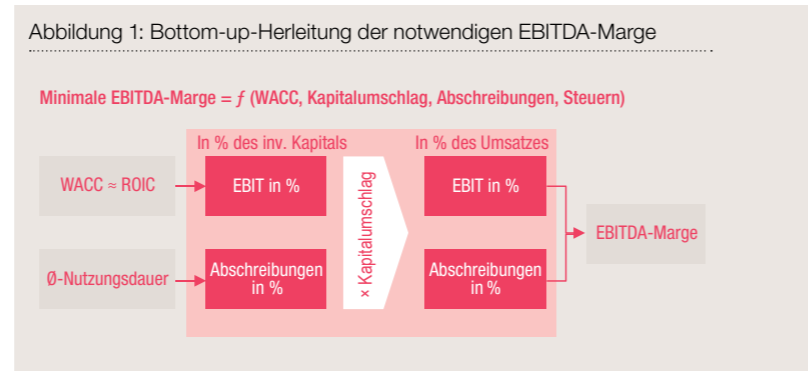 Abbildung 1: Bottom-up-Herleitung der notwendigen EBITDA-Marge
Minimale EBITDA-Marge = ƒ (WACC, Kapitalumschlag, Abschreibungen, Steuern)
In % des inv. Kapitals
In % des Umsatzes
WACC ≈ ROIC
EBIT in %
× Kapitalumschlag
EBIT in %
EBITDA-Marge
Ø-Nutzungsdauer
Abschreibungen
in %
Abschreibungen
in %